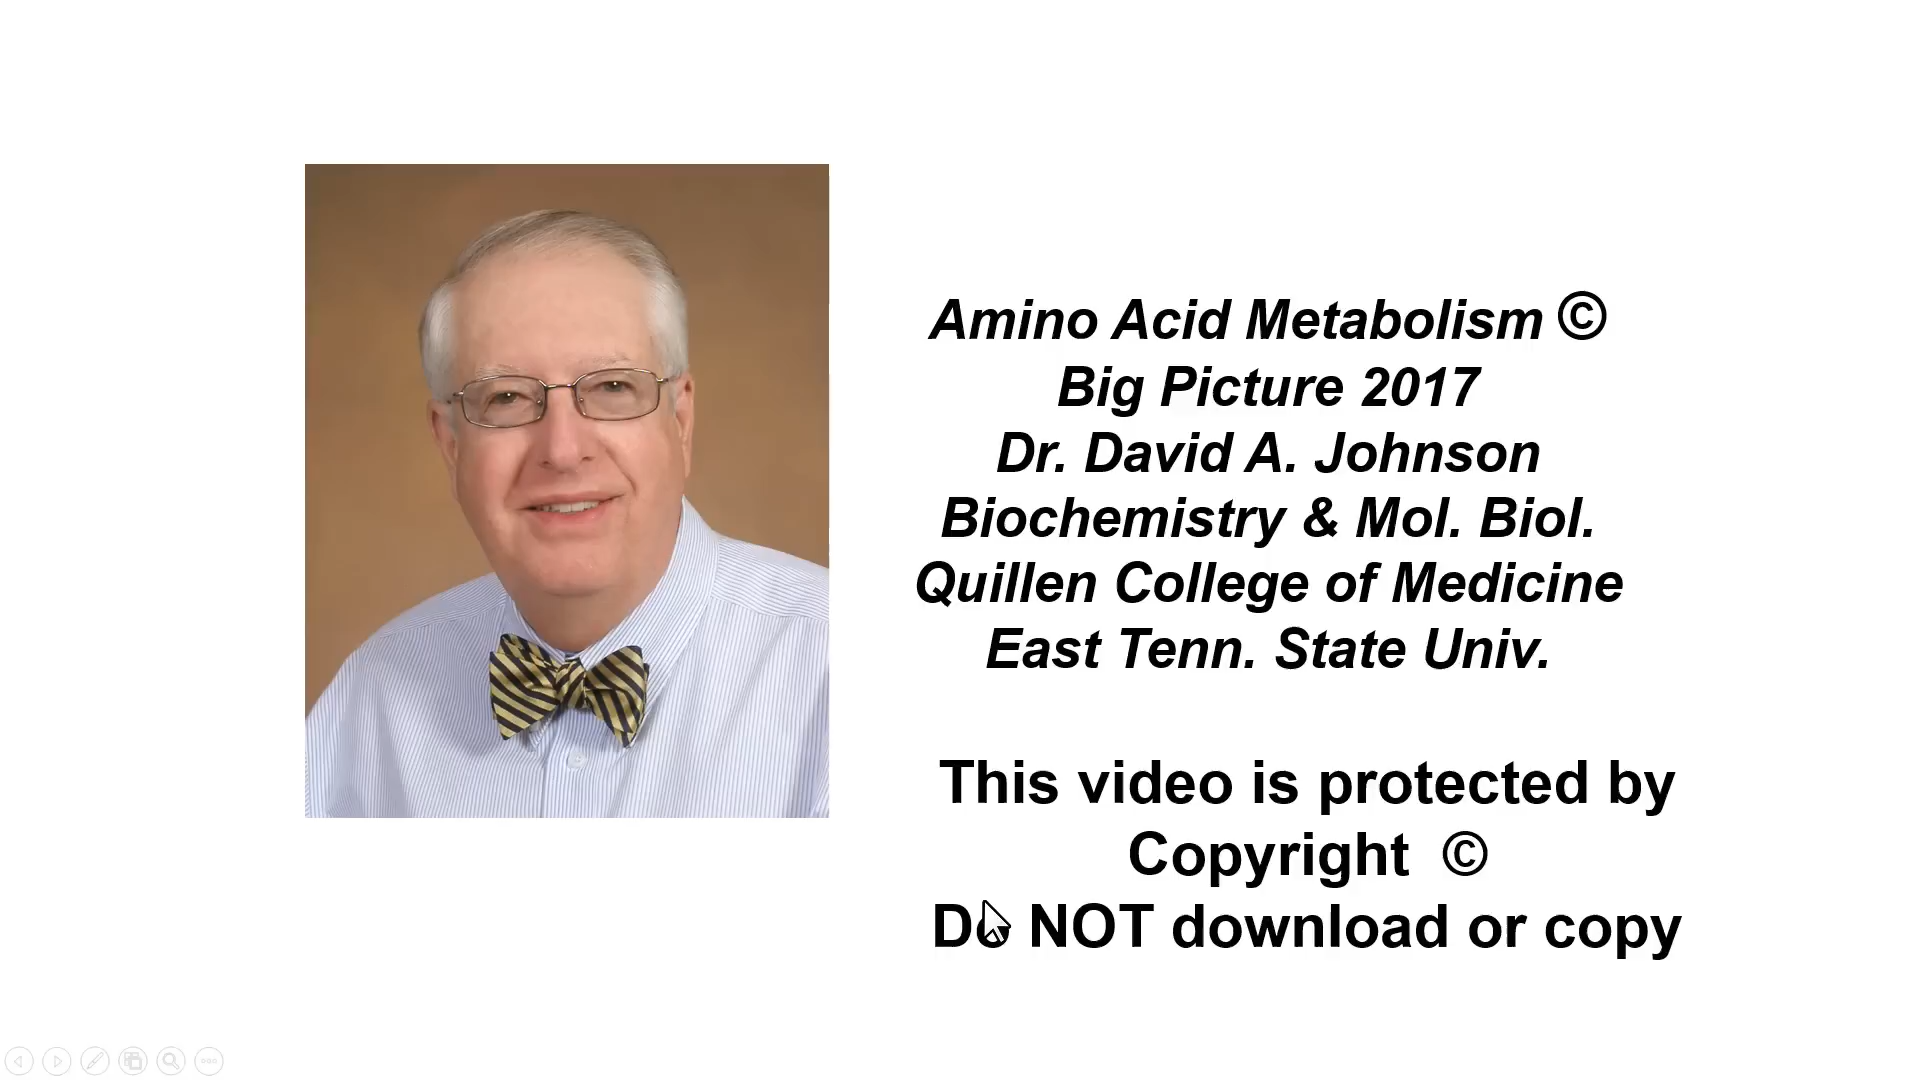 Amino Acid Metabolism ©
Big Picture 2017
Dr. David A. Johnson
Biochemistry & Mol. Biol.
Quillen College of Medicine
East Tenn. State Univ.
This video is protected by
Copyright ©
Do NOT download or copy